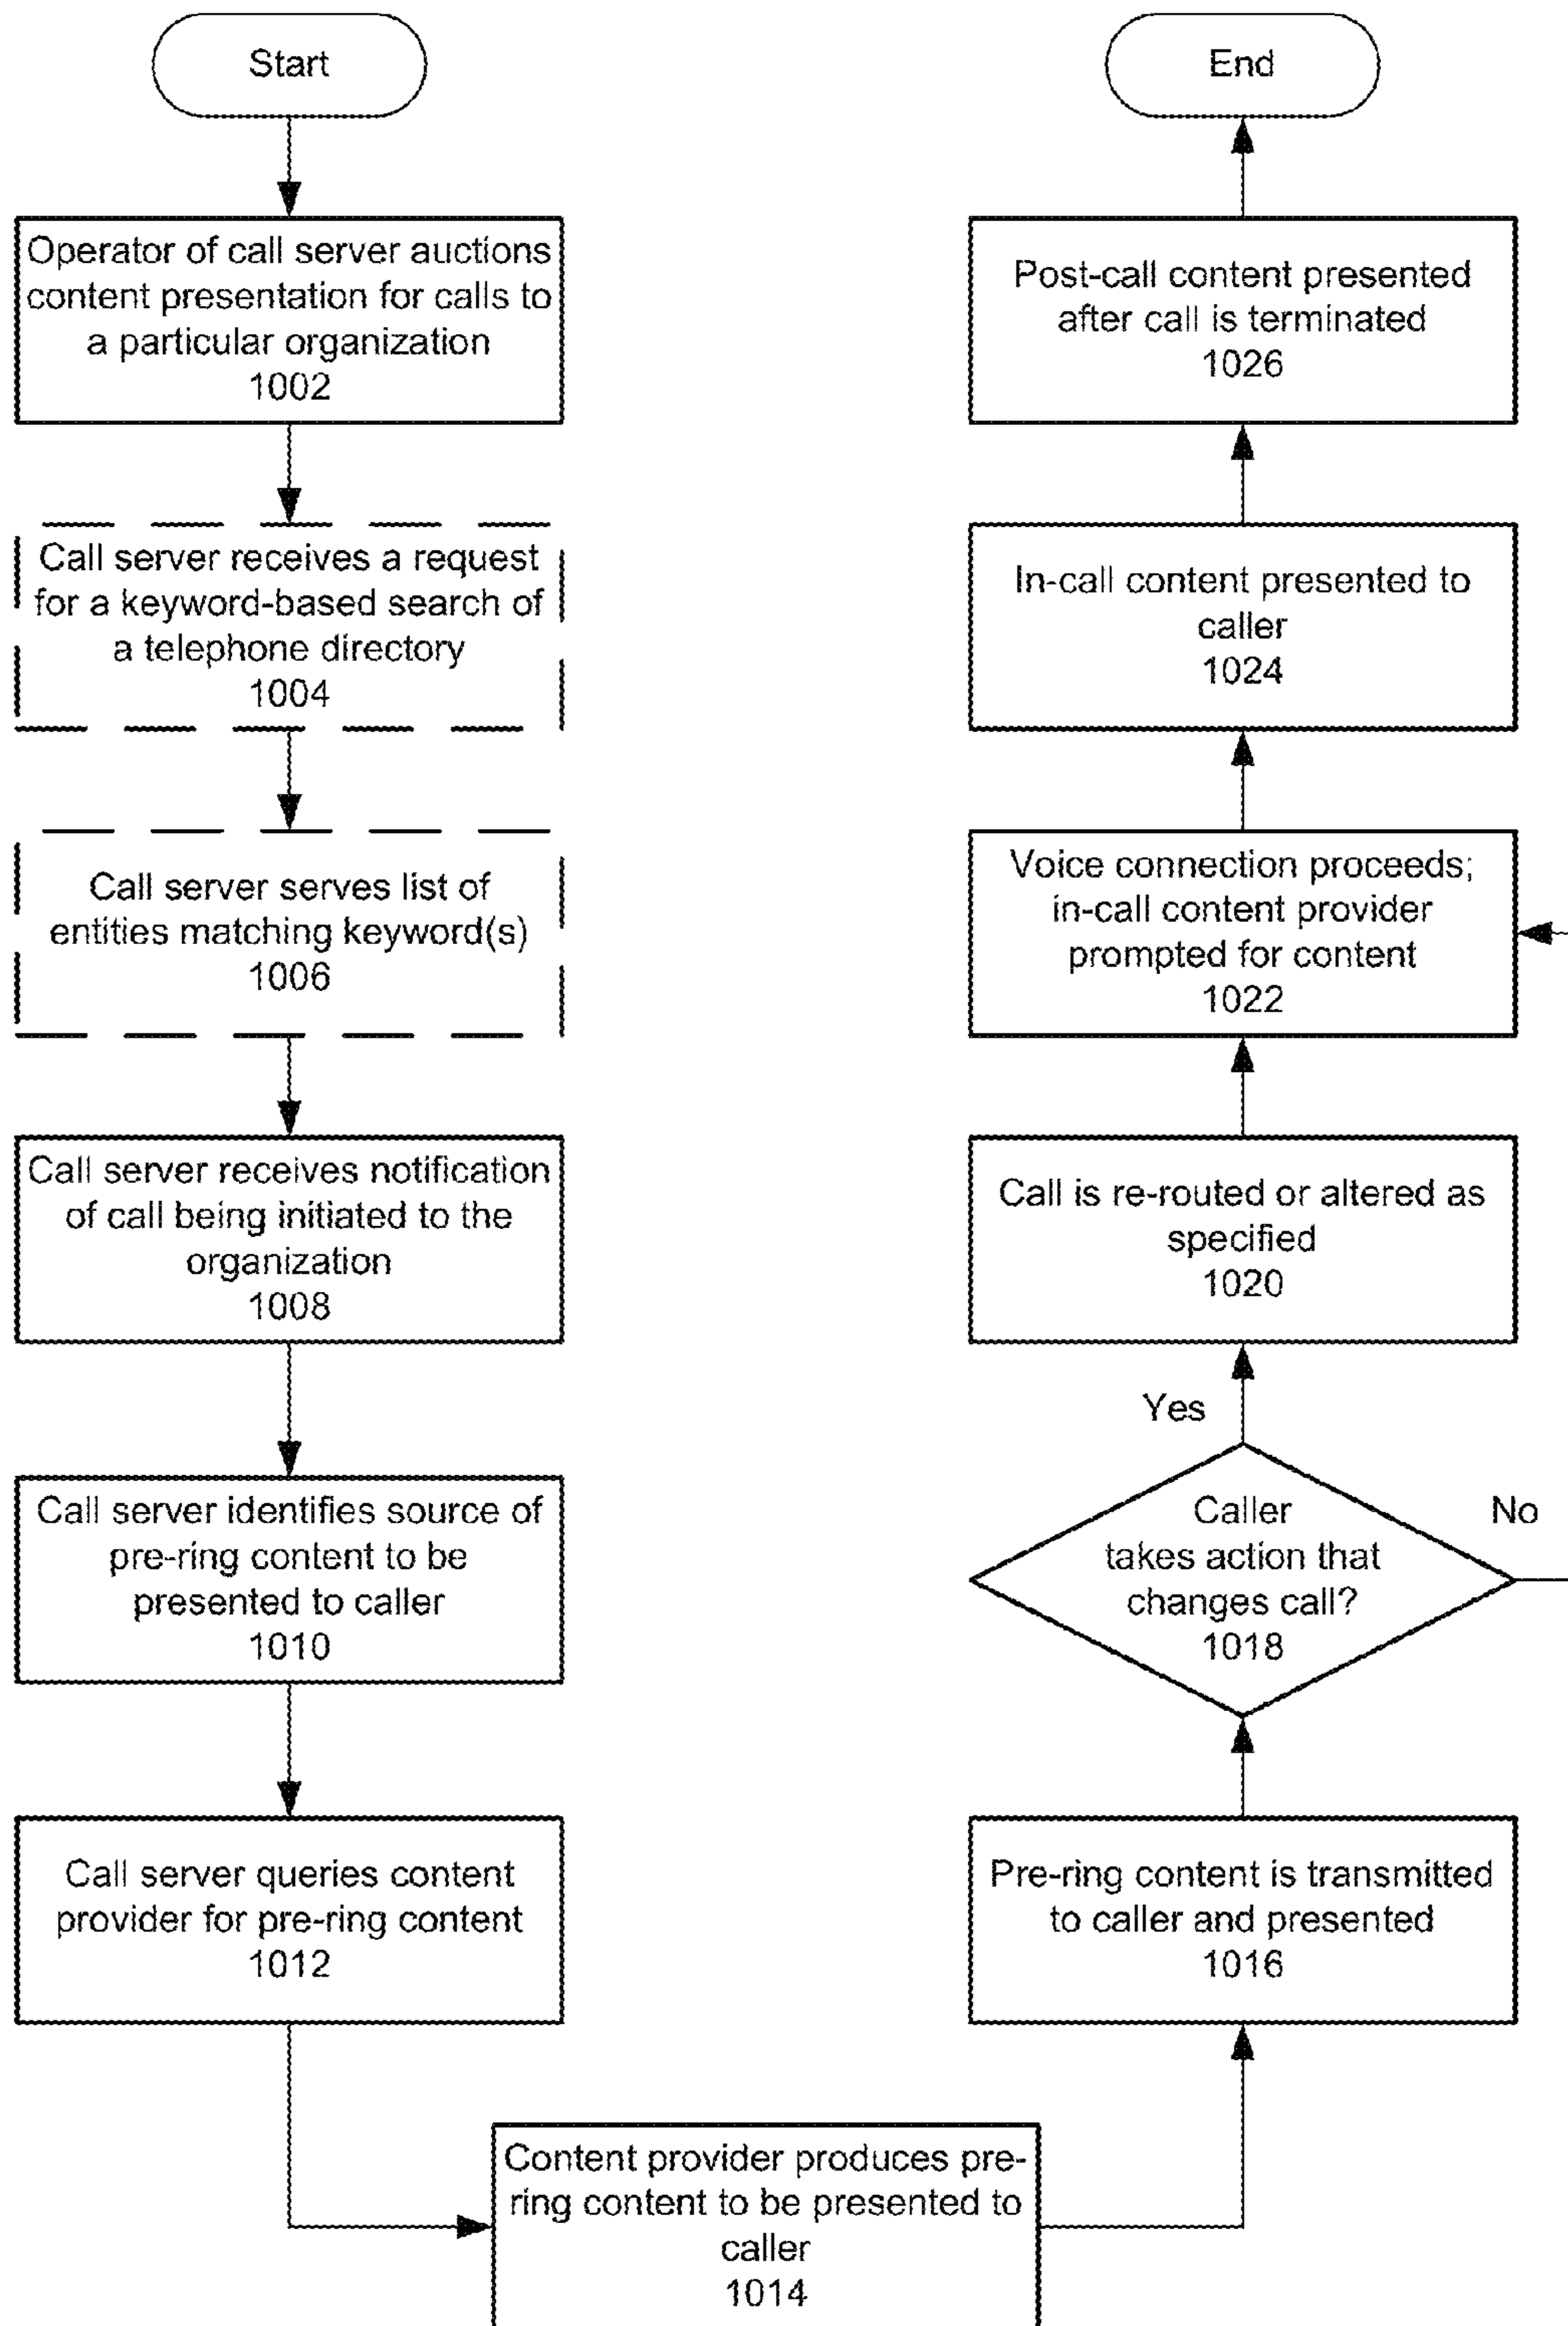 Start
Operator of call server auctions
content presentation for calls to
a particular organization
1002
Call server receives a request
for a keyword-based search of
a telephone directory
1004
Call server serves list of
entities matching keyword(s)
1006
Call server receives notification
of call being initiated to the
organization
1008
Call server identifies source of
pre-ring content to be
presented to caller
1010
Call server queries content
provider for pre-ring content
1012
Content provider produces pre-
ring content to be presented to
caller
1014
Pre-ring content is transmitted
to caller and presented
1016
Caller
takes action that
changes call?
1018
Yes
No
Call is re-routed or altered as
specified
1020
Voice connection proceeds;
in-call content provider
prompted for content
1022
In-call content presented to
caller
1024
Post-call content presented
after call is terminated
1026
End